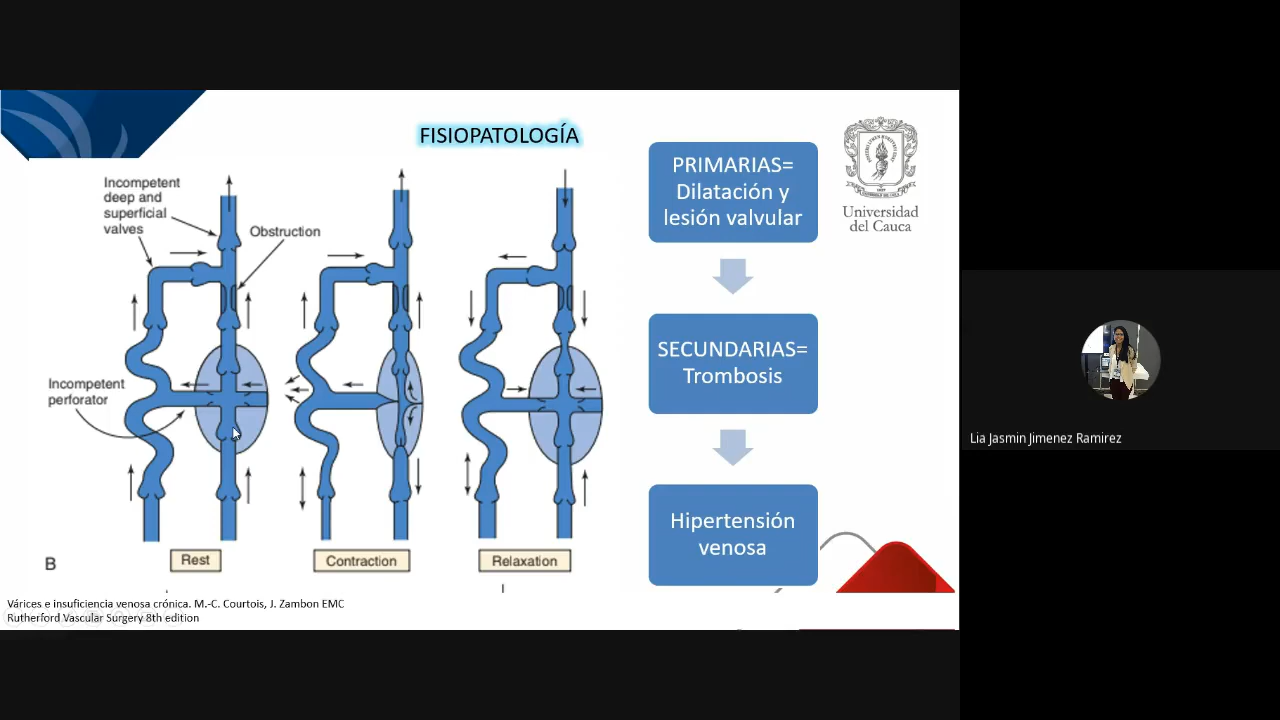 FISIOPATOLOGÍA
Incompetent
deep and
superficial
valves
Obstruction
Incompetent
perforator
B
Rest
Contraction
Relaxation
PRIMARIAS=
Dilatación y
lesión valvular
SECUNDARIAS=
Trombosis
Hipertensión
venosa
Universidad
del Cauca
Várices e insuficiencia venosa crónica. M.-C. Courtois, J. Zambon EMC
Rutherford Vascular Surgery 8th edition
Lia Jasmin Jimenez Ramirez